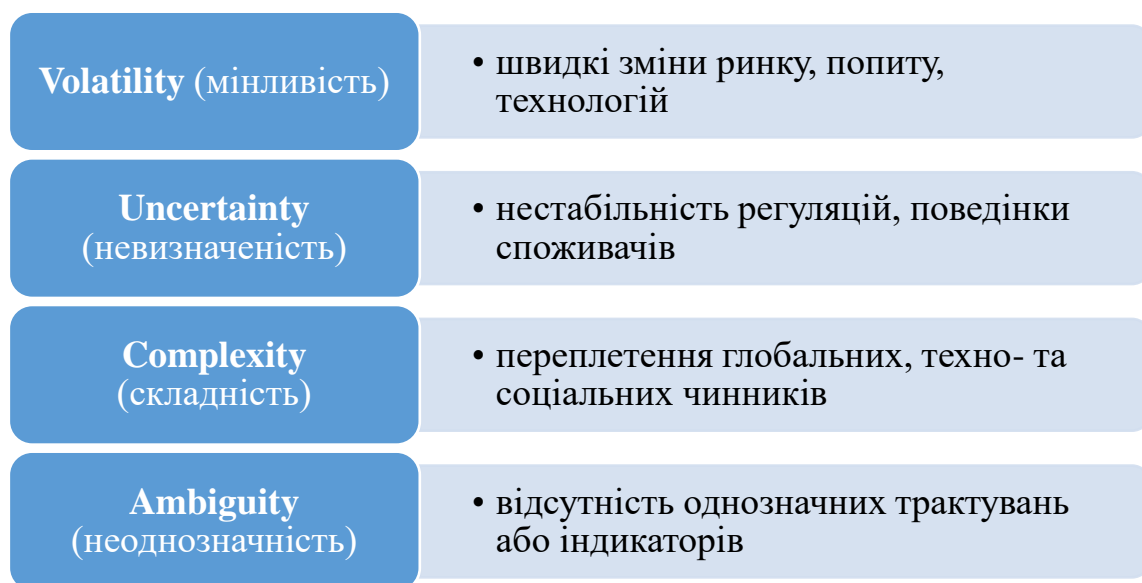 Volatility (мінливість)
• швидкі зміни ринку, попиту,
технологій
Uncertainty
(невизначеність)
• нестабільність регуляцій, поведінки
споживачів
Complexity
(складність)
• переплетення глобальних, техно- та
соціальних чинників
Ambiguity
(неоднозначність)
• відсутність однозначних трактувань
або індикаторів